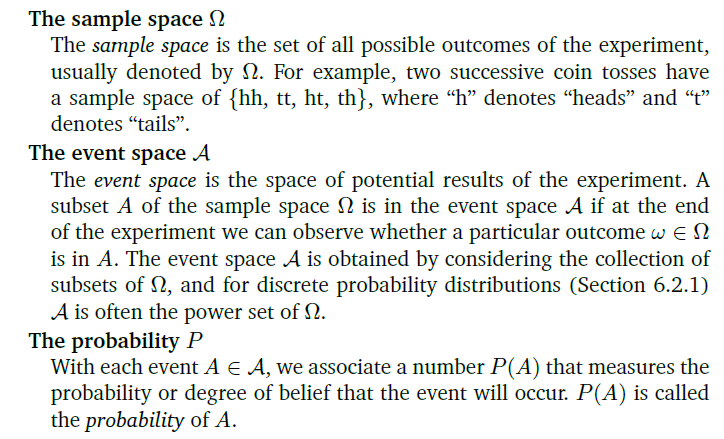 The sample space Ω
The sample space is the set of all possible outcomes of the experiment,
usually denoted by Ω. For example, two successive coin tosses have
a sample space of {hh, tt, ht, th}, where “h” denotes “heads” and “t”
denotes “tails”.
The event space 𝒜
The event space is the space of potential results of the experiment. A
subset A of the sample space Ω is in the event space 𝒜 if at the end
of the experiment we can observe whether a particular outcome ω ∈ Ω
is in A. The event space 𝒜 is obtained by considering the collection of
subsets of Ω, and for discrete probability distributions (Section 6.2.1)
𝒜 is often the power set of Ω.
The probability P
With each event A ∈ 𝒜, we associate a number P(A) that measures the
probability or degree of belief that the event will occur. P(A) is called
the probability of A.